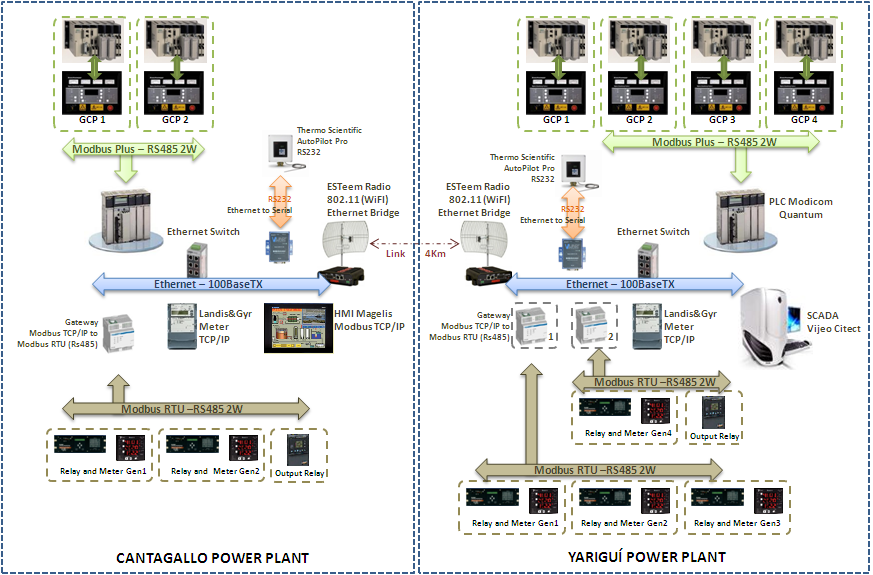 GCP 1
GCP 2
Modbus Plus – RS485 2W
Thermo Scientific
AutoPilot Pro
RS232
RS232
Ethernet to Serial
ESTeem Radio
802.11 (WiFI)
Ethernet Bridge
Ethernet Switch
Ethernet – 100BaseTX
Gateway
Modbus TCP/IP to
Modbus RTU (Rs485)
Landis&Gyr
Meter
TCP/IP
HMI Magelis
Modbus TCP/IP
Modbus RTU –RS485 2W
Relay and Meter Gen1
Relay and Meter Gen2
Output Relay
CANTAGALLO POWER PLANT
Link
4Km
GCP 1
GCP 2
GCP 3
GCP 4
Modbus Plus – RS485 2W
Thermo Scientific
AutoPilot Pro
RS232
RS232
Ethernet to Serial
ESTeem Radio
802.11 (WiFI)
Ethernet Bridge
PLC Modicom
Quantum
Ethernet Switch
Ethernet – 100BaseTX
Gateway
Modbus TCP/IP to
Modbus RTU (Rs485)
1
2
Landis&Gyr
Meter
TCP/IP
SCADA
Vijeo Citect
Modbus RTU –RS485 2W
Relay and Meter Gen4
Output Relay
Modbus RTU –RS485 2W
Relay and Meter Gen1
Relay and Meter Gen2
Relay and Meter Gen3
YARIGUÍ POWER PLANT